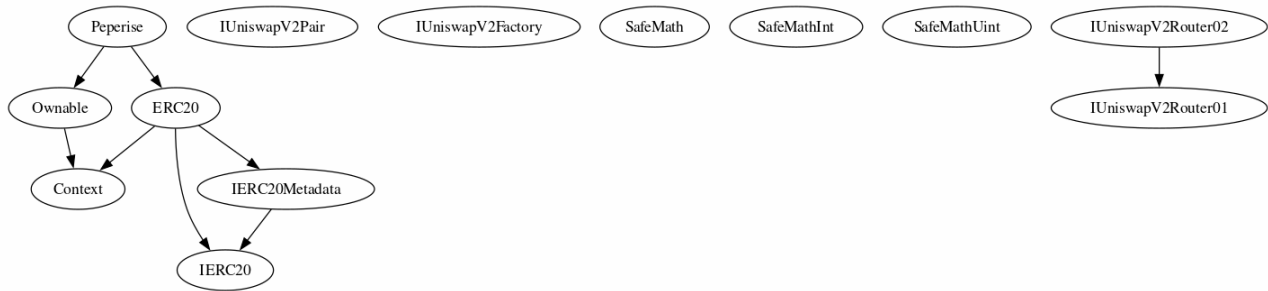 Peperise
IUniswapV2Pair
IUniswapV2Factory
SafeMath
SafeMathInt
SafeMathUint
IUniswapV2Router02
Ownable
ERC20
IUniswapV2Router01
Context
IERC20Metadata
IERC20